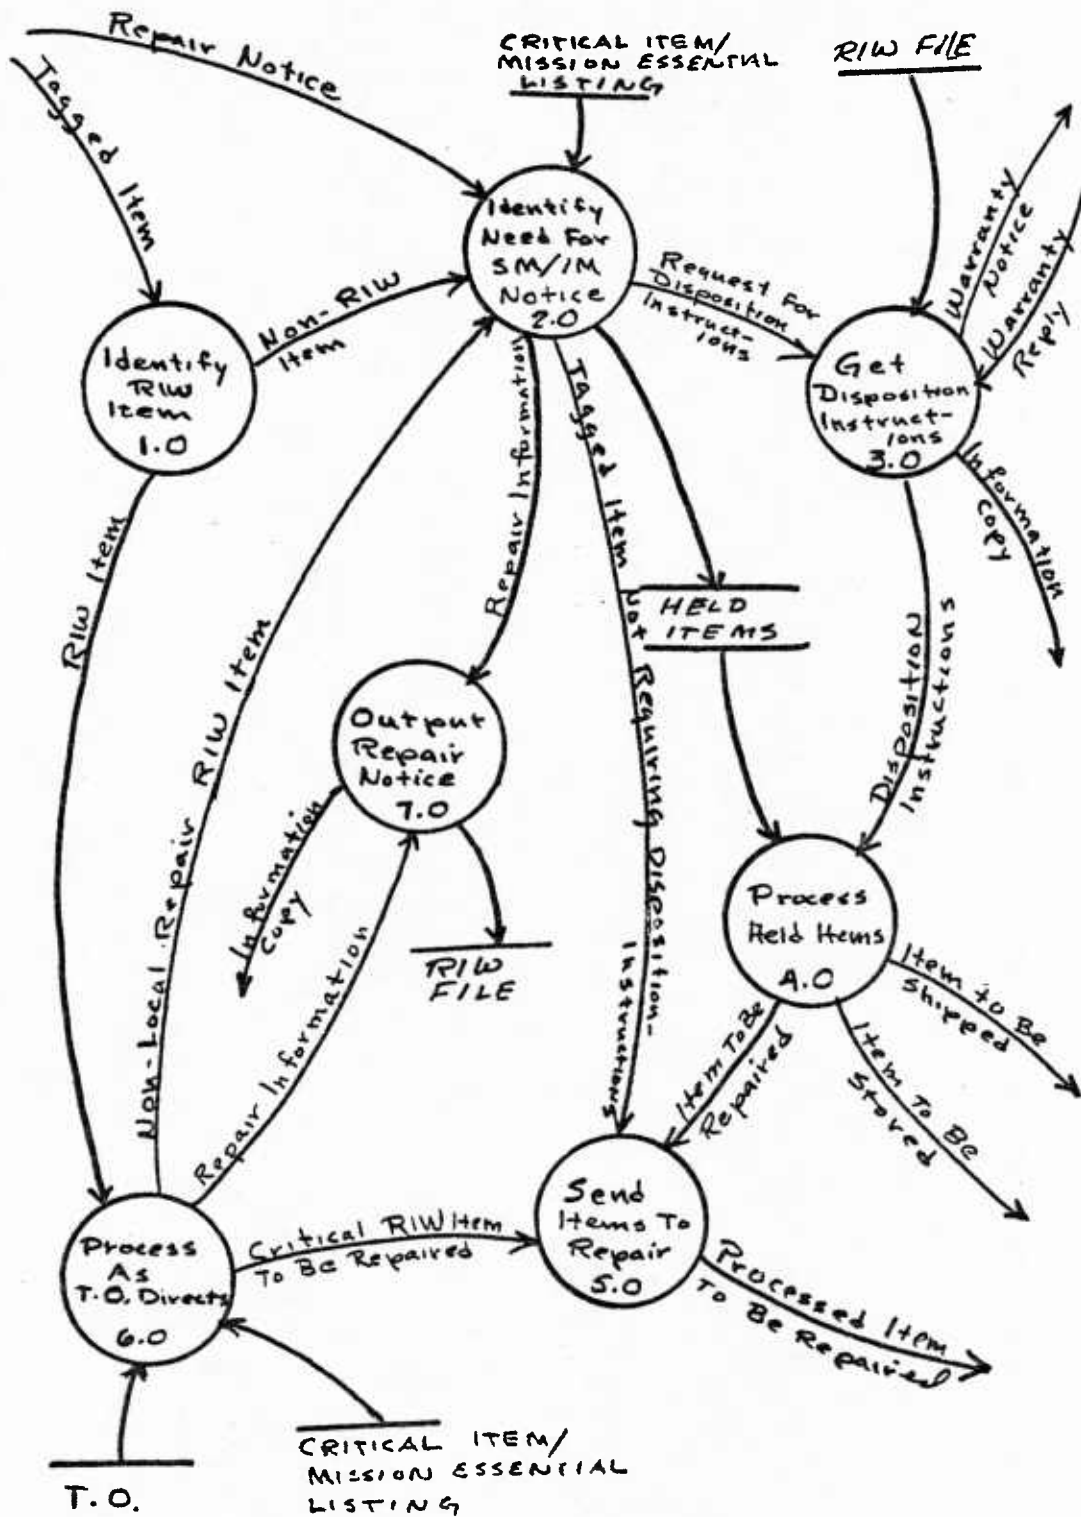 Repair Notice
Tagged Item
CRITICAL ITEM/
MISSION ESSENTIAL
LISTING
RIW FILE
Identify
Need For
SM/IM
Notice
2.0
Warranty
Notice
Warranty
Reply
Request For
Disposition
Instruct-
ions
Non-RIW
Item
Identify
RIW
Item
1.0
Get
Disposition
Instruct-
ions
3.0
Information
Copy
RIW Item
Repair Information
Tagged Item Not Requiring Disposition-
Instructions
HELD
ITEMS
Disposition
Instructions
Non-Local Repair RIW Item
Output
Repair
Notice
7.0
Information
Copy
RIW
FILE
Repair Information
Process
Held Items
4.0
Item To Be
Shipped
Item To Be
Stored
Item To Be
Repaired
Process
As
T.O. Directs
6.0
Critical RIW Item
To Be Repaired
Send
Items To
Repair
5.0
Processed Item
To Be Repaired
T.O.
CRITICAL ITEM/
MISSION ESSENTIAL
LISTING